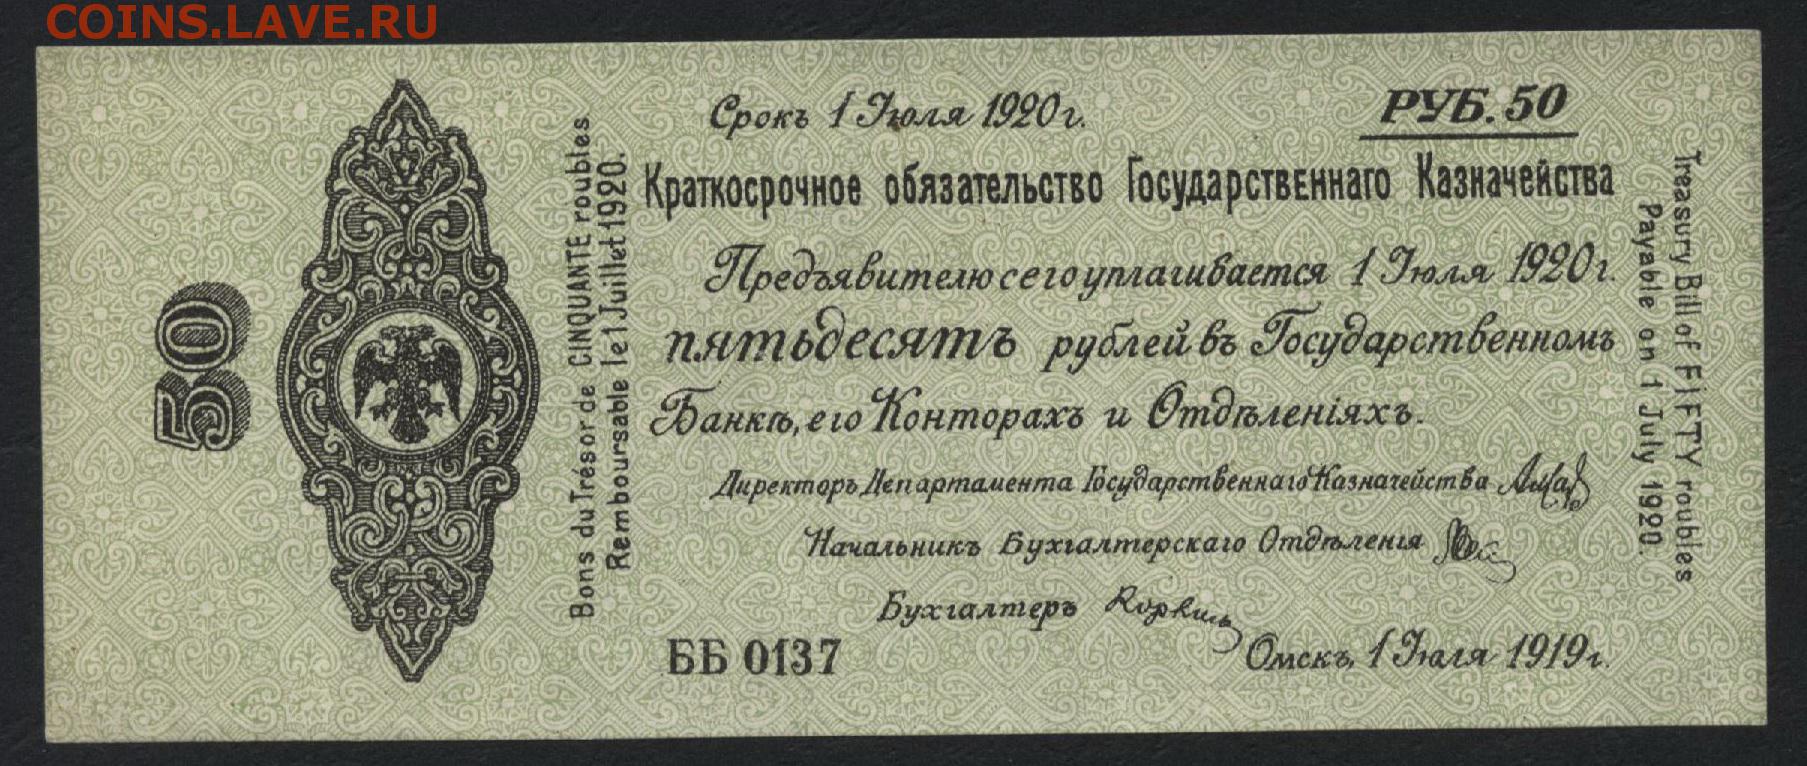 COINS.LAVE.RU
50
Bons du Trésor de CINQUANTE roubles
Remboursable le 1 Juillet 1920.
Срокъ 1 Июля 1920 г.
РУБ. 50
Краткосрочное обязательство Государственнаго Казначейства
Предъявителю сего уплачивается 1 Июля 1920 г.
пятьдесятъ рублей въ Государственномъ
Банкѣ, его Конторахъ и Отдѣленіяхъ.
Директоръ Департамента Государственнаго Казначейства
Начальникъ Бухгалтерскаго Отдѣленія
Бухгалтеръ
ББ 0137
Омскъ, 1 Июля 1919 г.
Treasury Bill of FIFTY roubles
Payable on 1 July 1920.